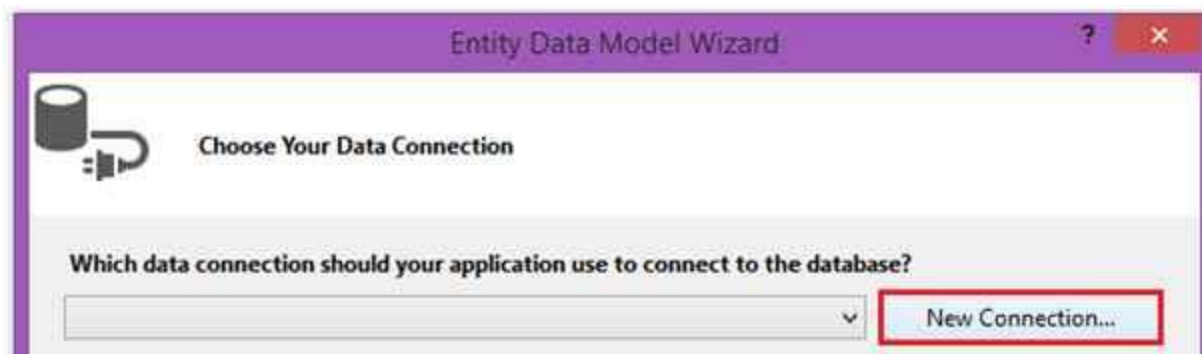 Entity Data Model Wizard
?
Choose Your Data Connection
Which data connection should your application use to connect to the database?
New Connection...